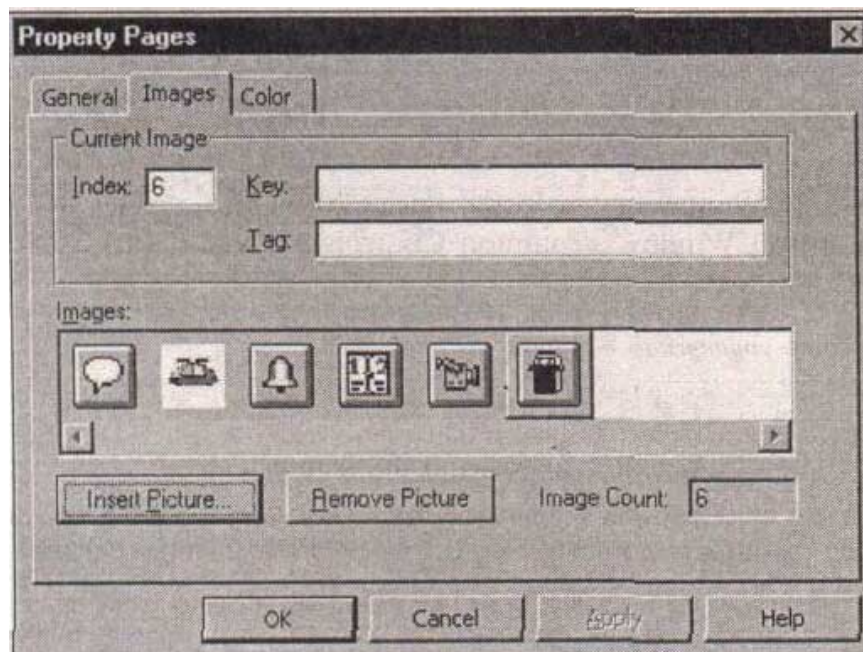 Property Pages
General Images Color
Current Image
Index: 6 Key:
Tag:
Images:
Insert Picture... Remove Picture Image Count: 6
OK Cancel Apply Help